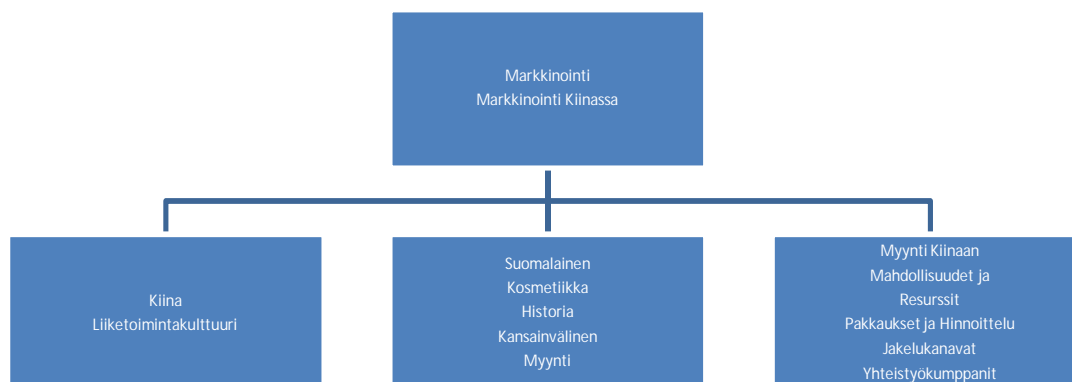 Markkinointi
Markkinointi Kiinassa
Kiina
Liiketoimintakulttuuri
Suomalainen
Kosmetiikka
Historia
Kansainvälinen
Myynti
Myynti Kiinaan
Mahdollisuudet ja
Resurssit
Pakkaukset ja Hinnoittelu
Jakelukanavat
Yhteistyökumppanit